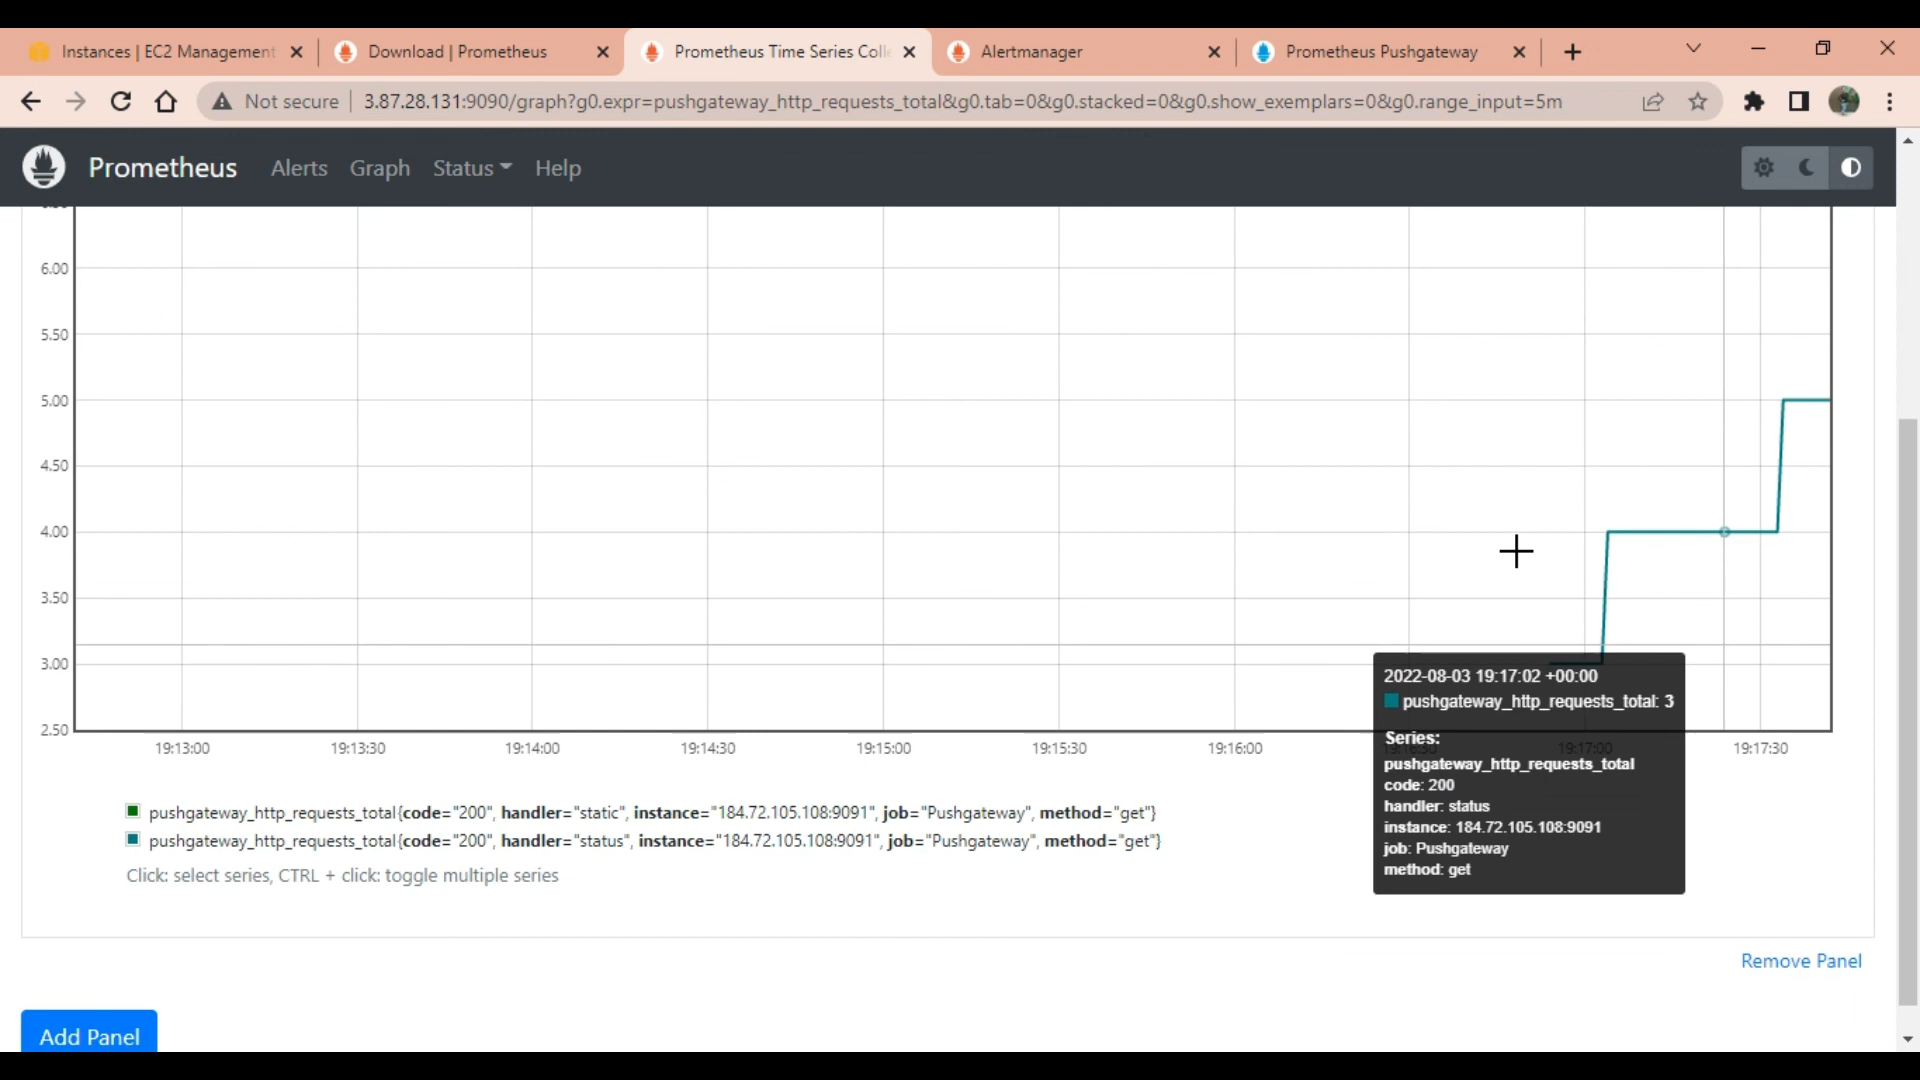 Instances | EC2 Management
Download | Prometheus
Prometheus Time Series Colle
Alertmanager
Prometheus Pushgateway
Not secure
3.87.28.131:9090/graph?g0.expr=pushgateway_http_requests_total&g0.tab=0&g0.stacked=0&g0.show_exemplars=0&g0.range_input=5m
Prometheus
Alerts
Graph
Status
Help
6.00
5.50
5.00
4.50
4.00
3.50
3.00
2.50
19:13:00
19:13:30
19:14:00
19:14:30
19:15:00
19:15:30
19:16:00
19:16:30
19:17:00
19:17:30
2022-08-03 19:17:02 +00:00
pushgateway_http_requests_total: 3
Series:
pushgateway_http_requests_total
code: 200
handler: status
instance: 184.72.105.108:9091
job: Pushgateway
method: get
pushgateway_http_requests_total{code="200", handler="static", instance="184.72.105.108:9091", job="Pushgateway", method="get"}
pushgateway_http_requests_total{code="200", handler="status", instance="184.72.105.108:9091", job="Pushgateway", method="get"}
Click: select series, CTRL + click: toggle multiple series
Remove Panel
Add Panel